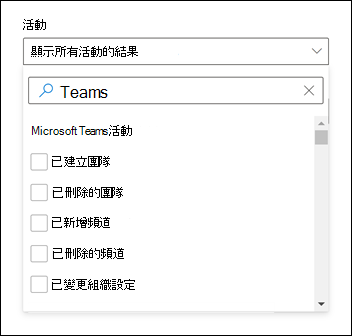 活動
顯示所有活動的結果
Teams
Microsoft Teams活動
已建立團隊
已刪除的團隊
已新增頻道
已刪除的頻道
已變更組織設定